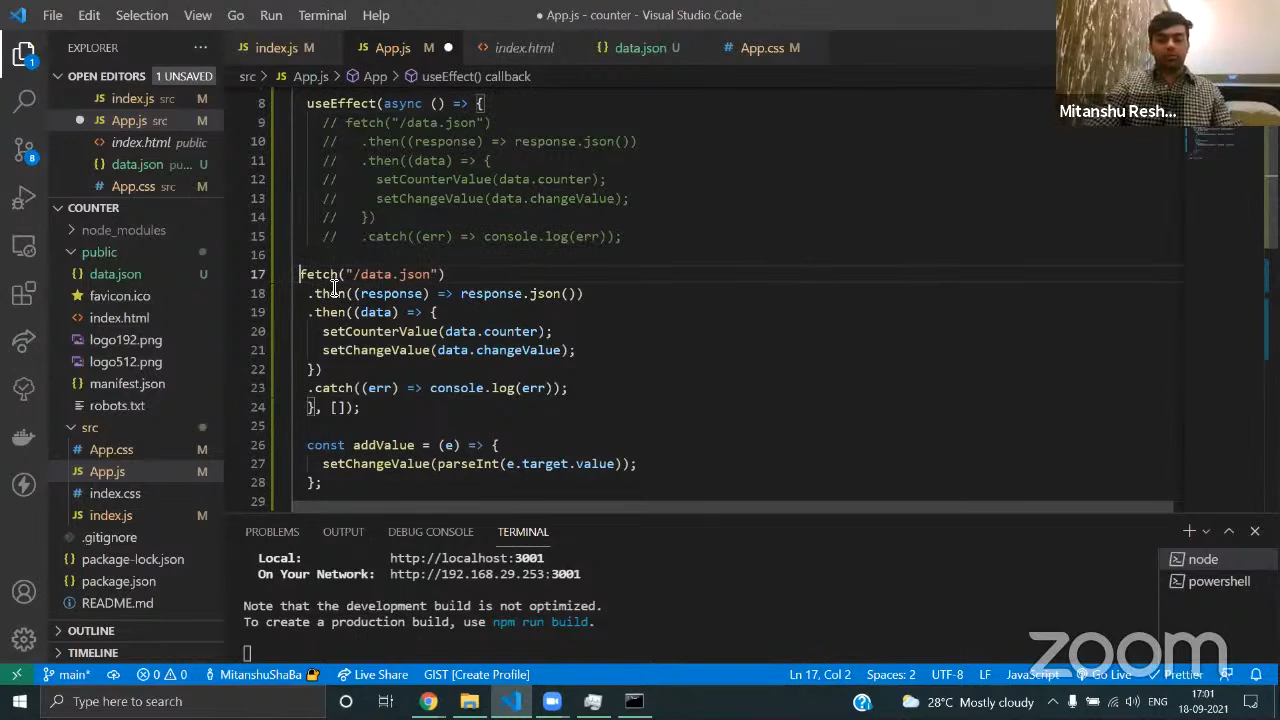 File Edit Selection View Go Run Terminal Help
● App.js - counter - Visual Studio Code
EXPLORER
OPEN EDITORS 1 UNSAVED
index.js src M
App.js src M
index.html public
data.json pu... U
App.css src M
COUNTER
node_modules
public
data.json U
favicon.ico
index.html
logo192.png
logo512.png
manifest.json
robots.txt
src
App.css M
App.js M
index.css
index.js M
.gitignore
package-lock.json
package.json
README.md
OUTLINE
TIMELINE
1
8
index.js M App.js M index.html data.json U App.css M
src > App.js > App > useEffect() callback
8 useEffect(async () => {
9 // fetch("/data.json")
10 // .then((response) => response.json())
11 // .then((data) => {
12 // setCounterValue(data.counter);
13 // setChangeValue(data.changeValue);
14 // })
15 // .catch((err) => console.log(err));
16
17 fetch("/data.json")
18 .then((response) => response.json())
19 .then((data) => {
20 setCounterValue(data.counter);
21 setChangeValue(data.changeValue);
22 })
23 .catch((err) => console.log(err));
24 }, []);
25
26 const addValue = (e) => {
27 setChangeValue(parseInt(e.target.value));
28 };
29
Mitanshu Resh...
PROBLEMS OUTPUT DEBUG CONSOLE TERMINAL
Local: http://localhost:3001
On Your Network: http://192.168.29.253:3001
Note that the development build is not optimized.
To create a production build, use npm run build.
node
powershell
zoom
main* 0 0 MitanshuShaBa Live Share GIST [Create Profile] Ln 17, Col 2 Spaces: 2 UTF-8 LF JavaScript Go Live Prettier
Type here to search
28°C Mostly cloudy ENG
17:01
18-09-2021